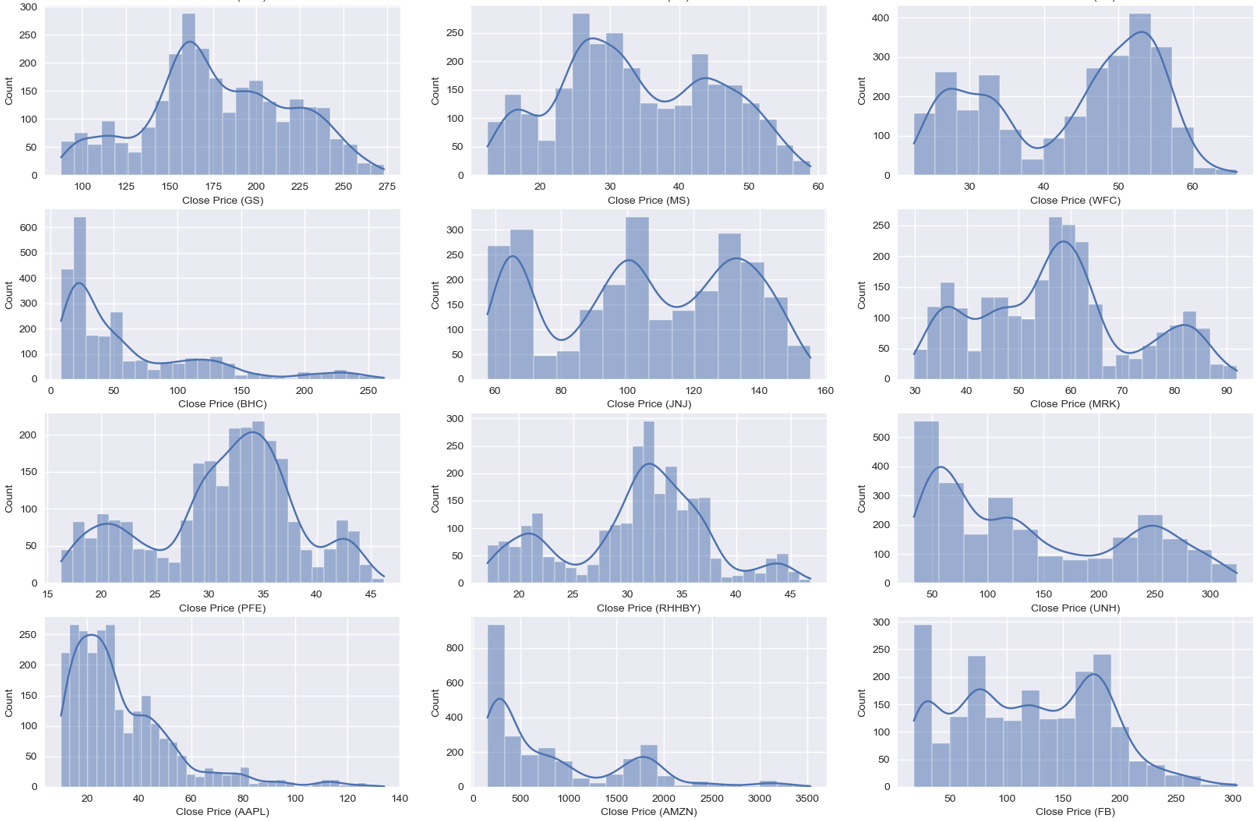 300
250
200
150
100
50
0
Count
100 125 150 175 200 225 250 275
Close Price (GS)
250
200
150
100
50
0
Count
20 30 40 50 60
Close Price (MS)
400
300
200
100
0
Count
30 40 50 60
Close Price (WFC)
600
500
400
300
200
100
0
Count
0 50 100 150 200 250
Close Price (BHC)
300
250
200
150
100
50
0
Count
60 80 100 120 140 160
Close Price (JNJ)
250
200
150
100
50
0
Count
30 40 50 60 70 80 90
Close Price (MRK)
200
150
100
50
0
Count
15 20 25 30 35 40 45
Close Price (PFE)
300
250
200
150
100
50
0
Count
20 25 30 35 40 45
Close Price (RHHBY)
500
400
300
200
100
0
Count
50 100 150 200 250 300
Close Price (UNH)
250
200
150
100
50
0
Count
20 40 60 80 100 120 140
Close Price (AAPL)
800
600
400
200
0
Count
0 500 1000 1500 2000 2500 3000 3500
Close Price (AMZN)
300
250
200
150
100
50
0
Count
50 100 150 200 250 300
Close Price (FB)